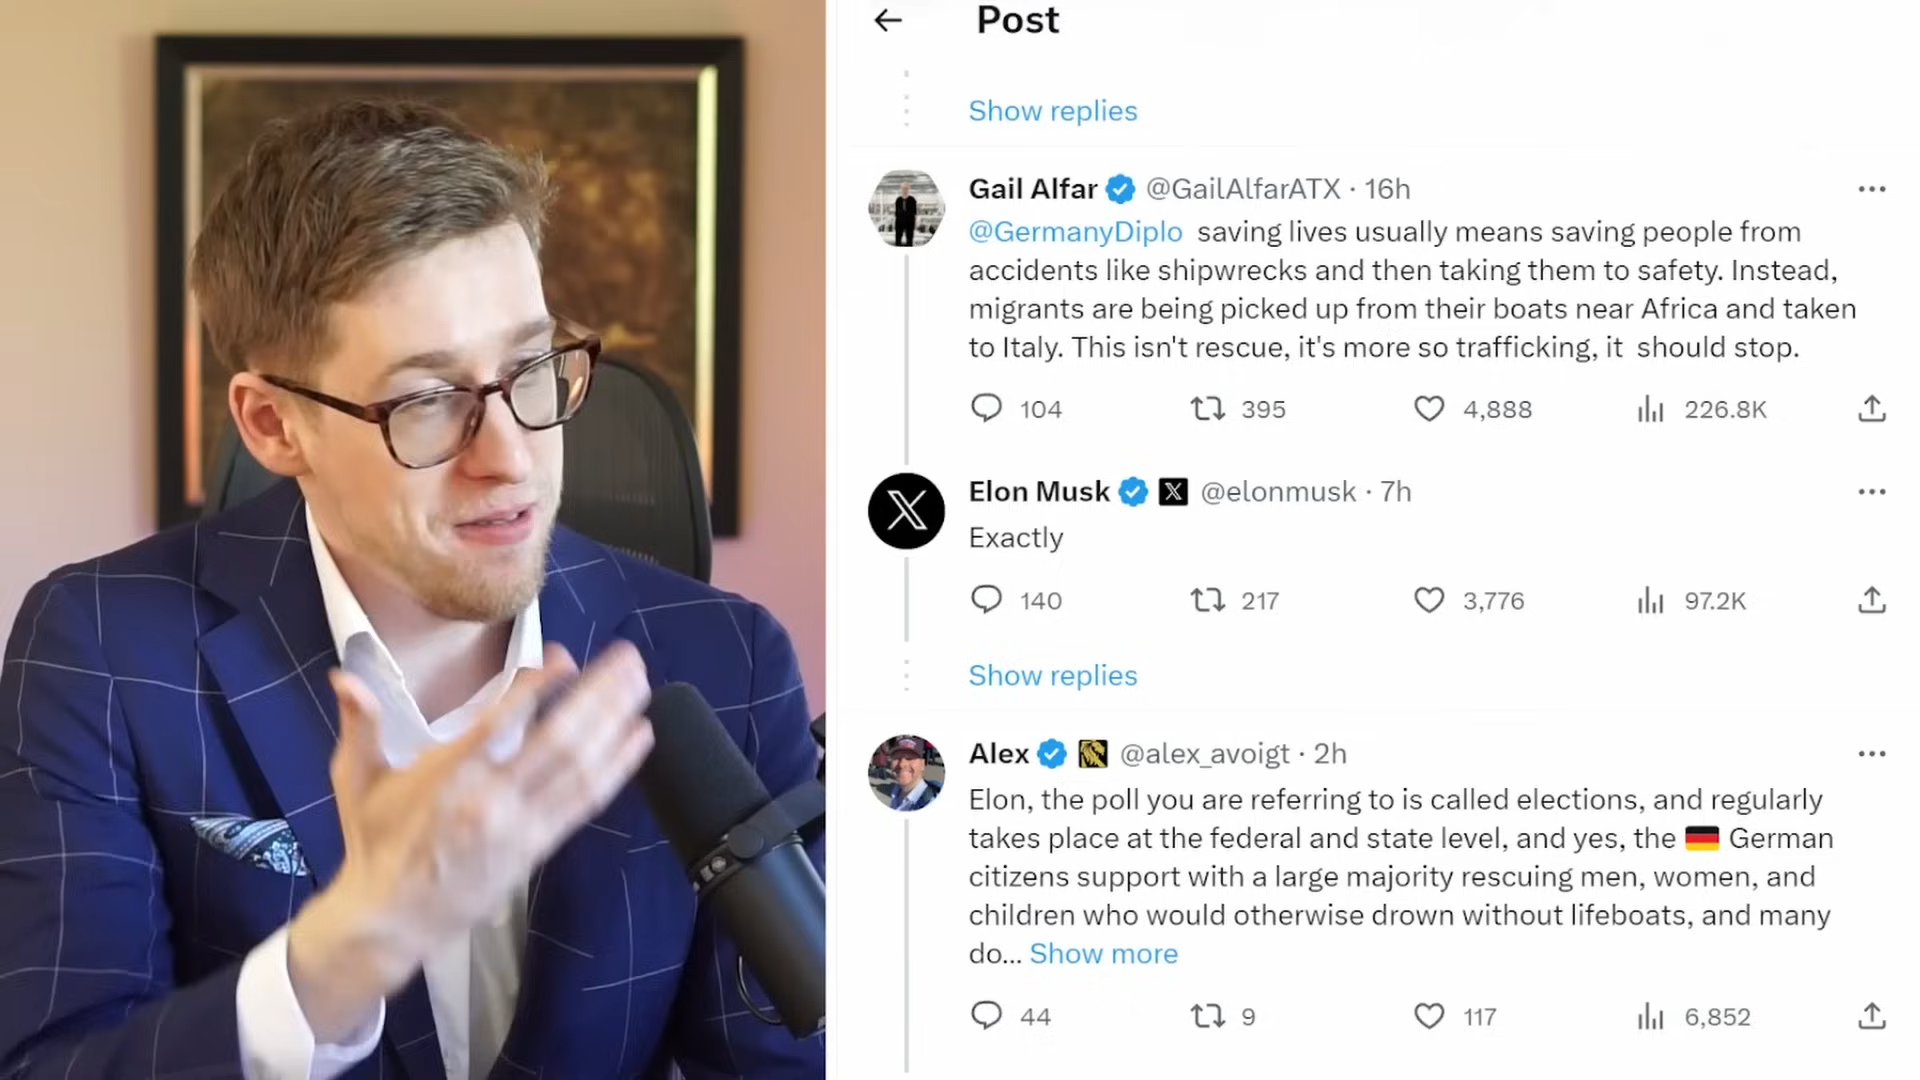 Post
Show replies
Gail Alfar @GailAlfarATX · 16h
@GermanyDiplo saving lives usually means saving people from
accidents like shipwrecks and then taking them to safety. Instead,
migrants are being picked up from their boats near Africa and taken
to Italy. This isn't rescue, it's more so trafficking, it should stop.
104 395 4,888 226.8K
Elon Musk @elonmusk · 7h
Exactly
140 217 3,776 97.2K
Show replies
Alex @alex_avoigt · 2h
Elon, the poll you are referring to is called elections, and regularly
takes place at the federal and state level, and yes, the 🇩🇪 German
citizens support with a large majority rescuing men, women, and
children who would otherwise drown without lifeboats, and many
do... Show more
44 9 117 6,852